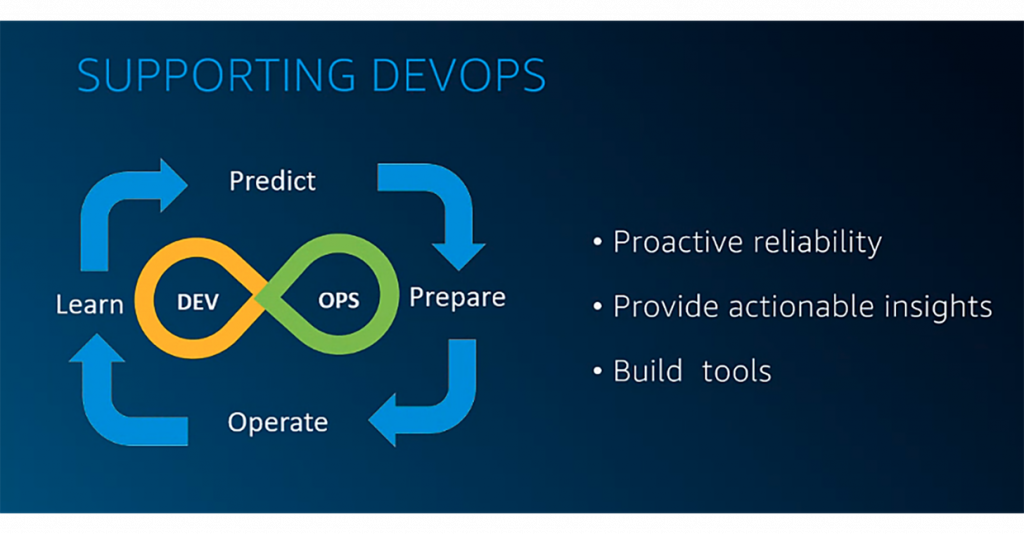 SUPPORTING DEVOPS
Predict
Learn
DEV
OPS
Prepare
Operate
• Proactive reliability
• Provide actionable insights
• Build tools